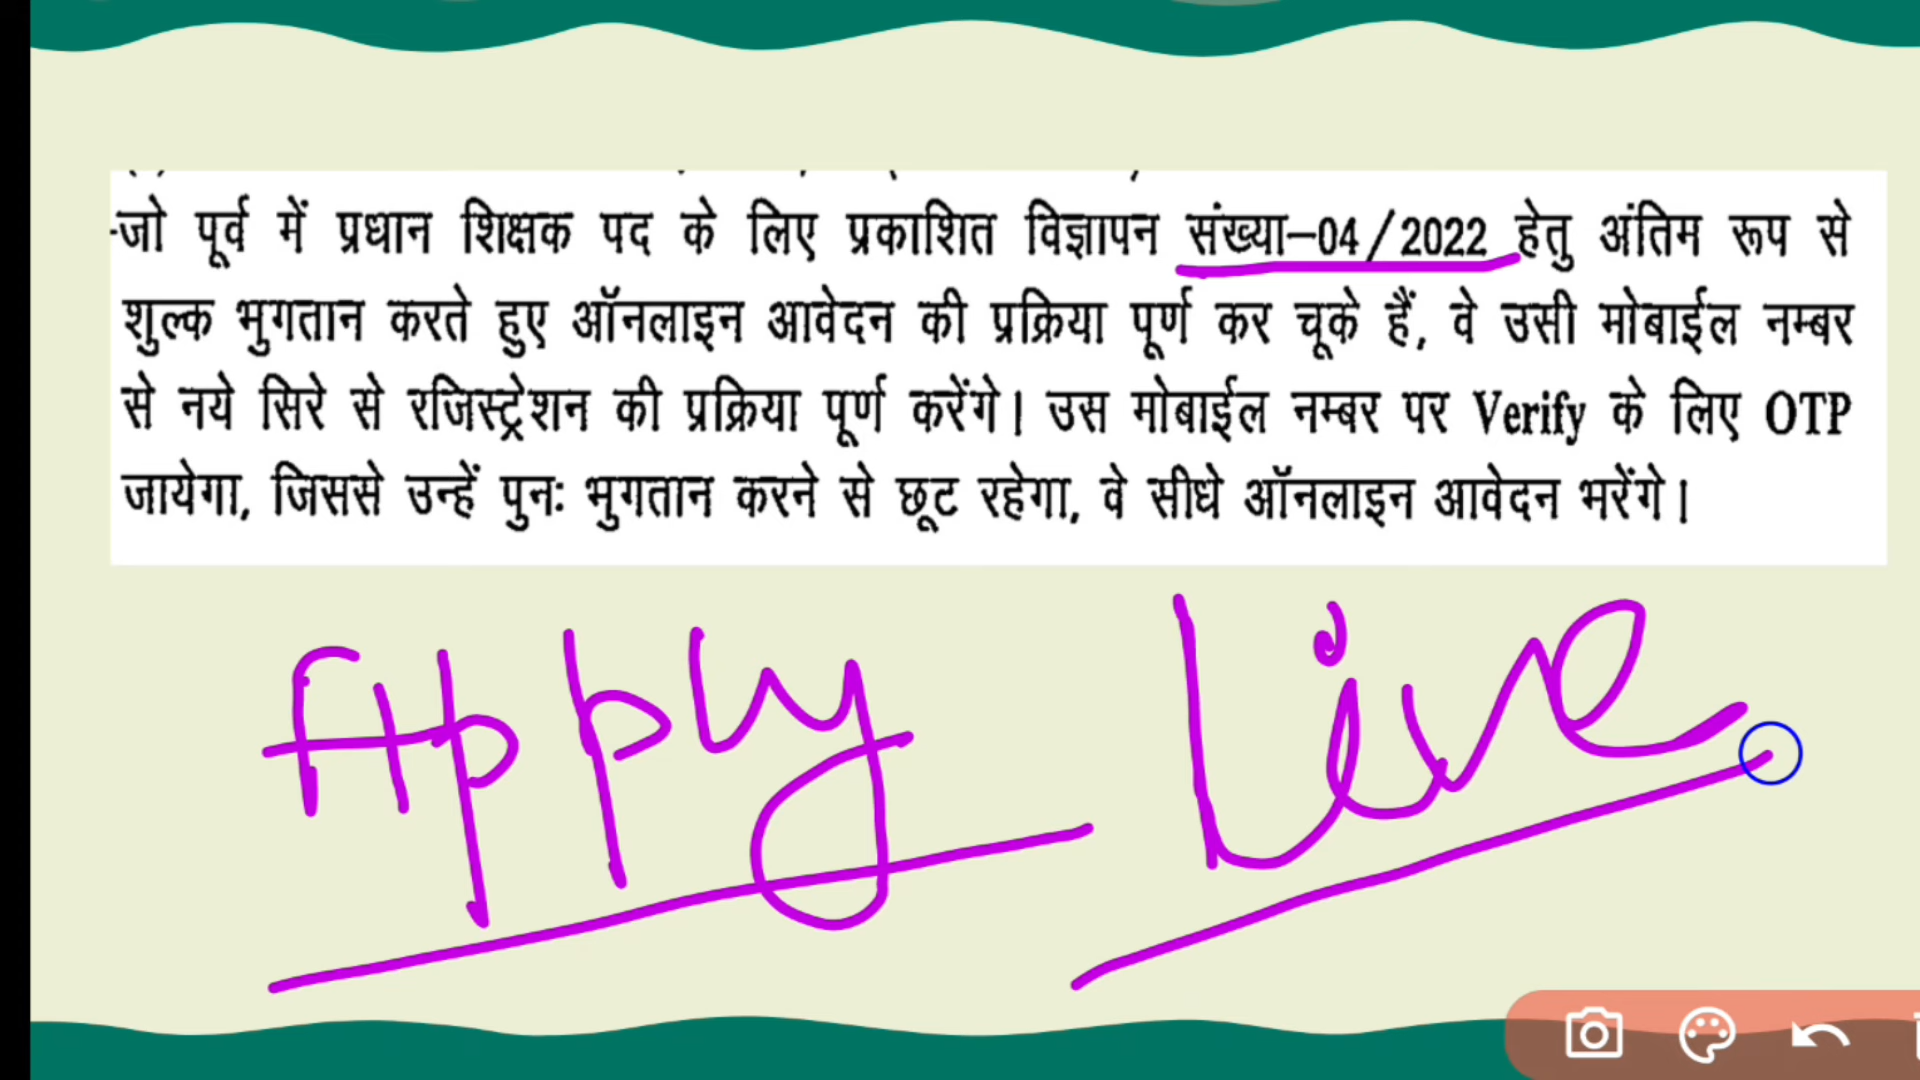 -जो पूर्व में प्रधान शिक्षक पद के लिए प्रकाशित विज्ञापन संख्या-04/2022 हेतु अंतिम रूप से
शुल्क भुगतान करते हुए ऑनलाइन आवेदन की प्रक्रिया पूर्ण कर चूके हैं, वे उसी मोबाईल नम्बर
से नये सिरे से रजिस्ट्रेशन की प्रक्रिया पूर्ण करेंगे। उस मोबाईल नम्बर पर Verify के लिए OTP
जायेगा, जिससे उन्हें पुनः भुगतान करने से छूट रहेगा, वे सीधे ऑनलाइन आवेदन भरेंगे।
Apply Live